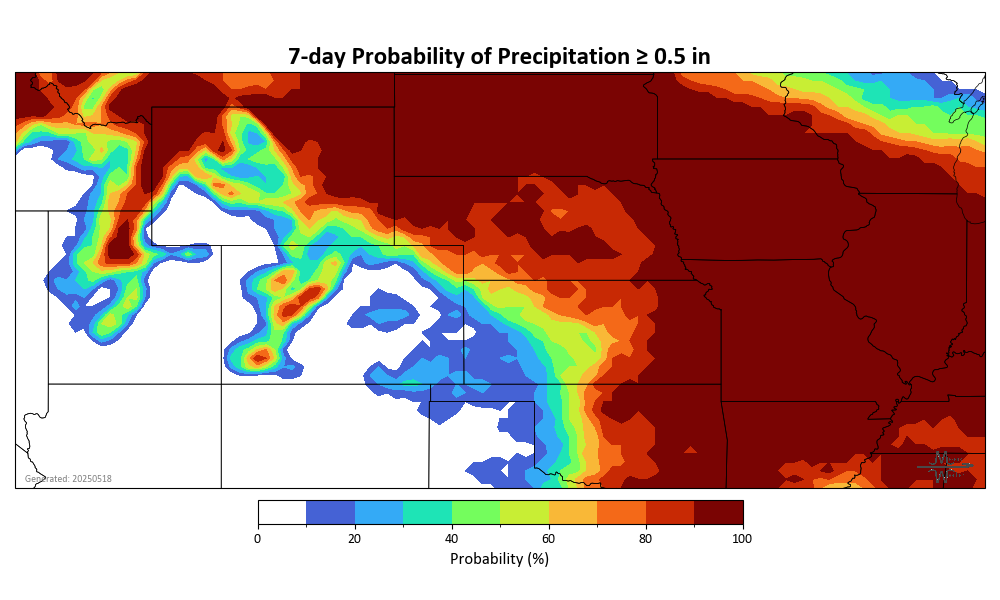 7-day Probability of Precipitation ≥ 0.5 in
Generated: 20250518
0 20 40 60 80 100
Probability (%)